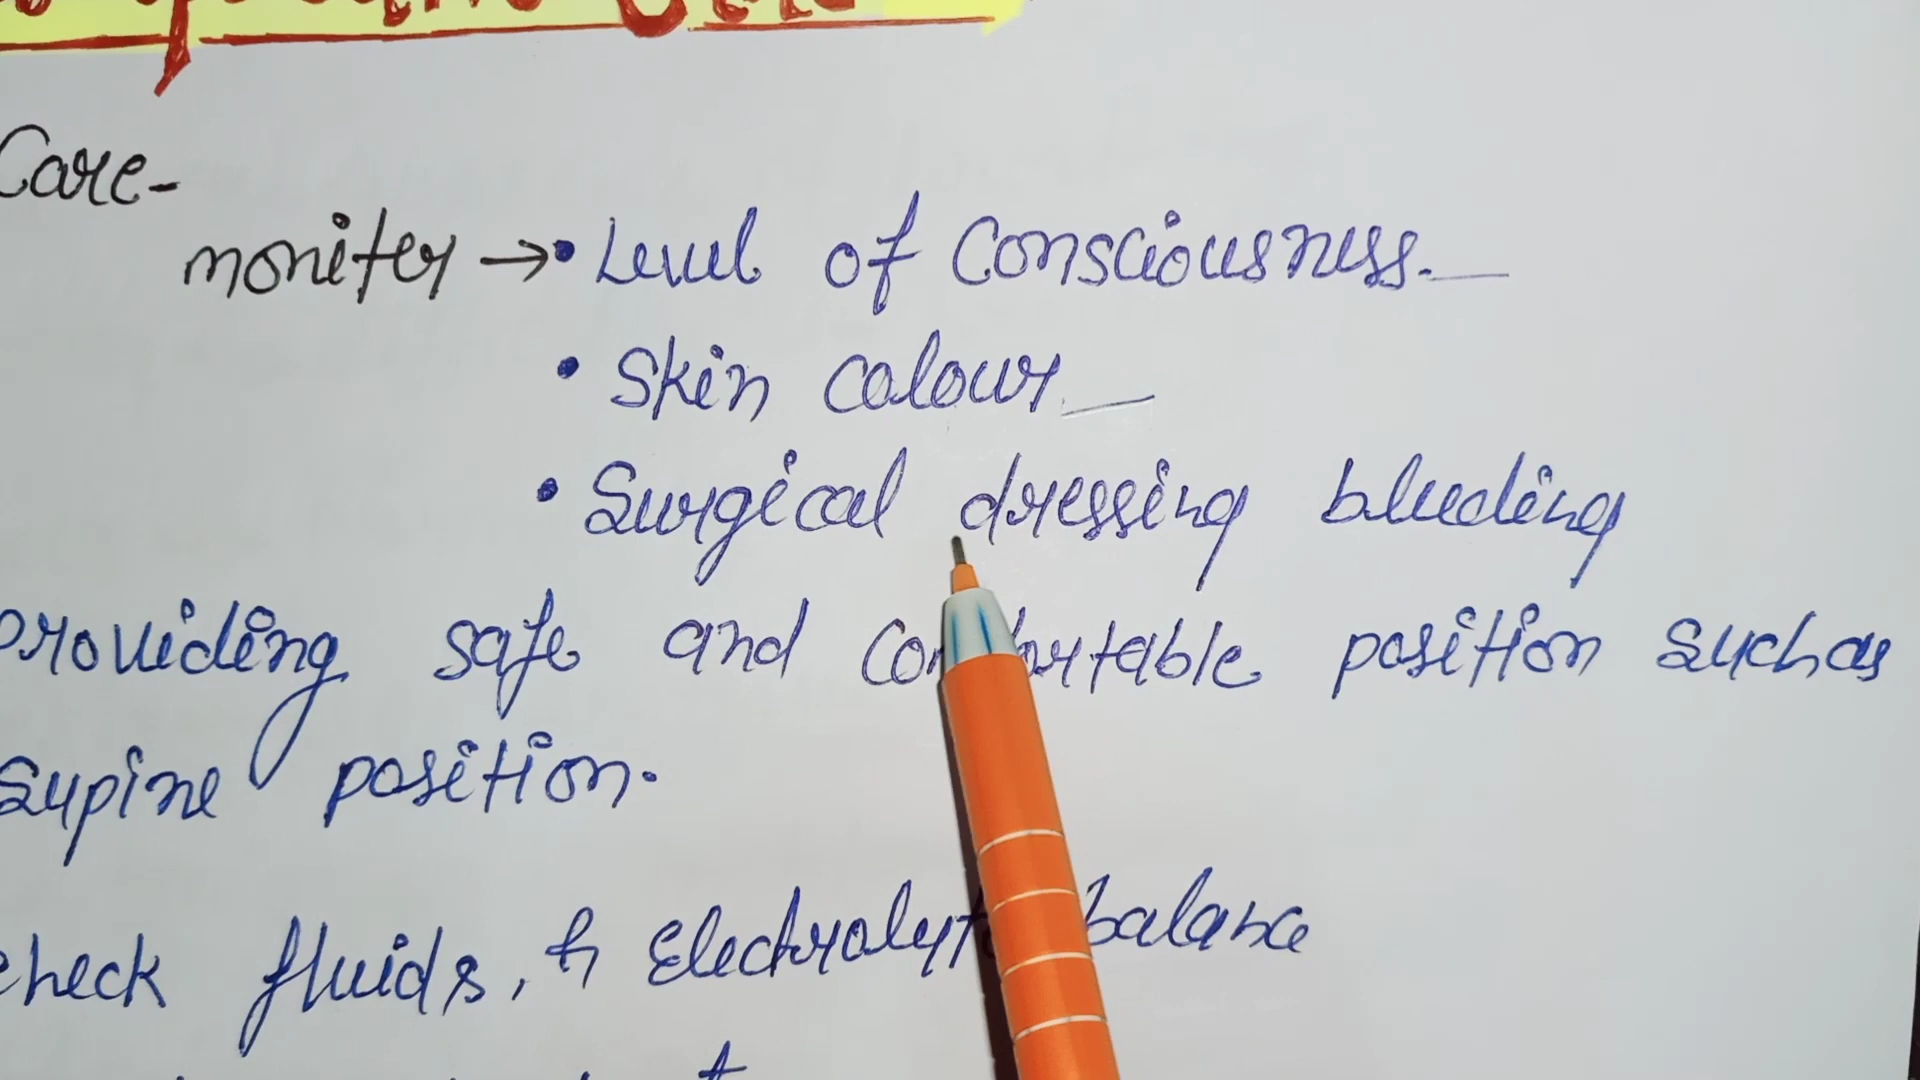 Care-
moniter → • Level of Consciousness.
• Skin colour
• Surgical dressing bleeding
Providing safe and comfortable position such as
Supine position.
check fluids, & Electrolyte balance